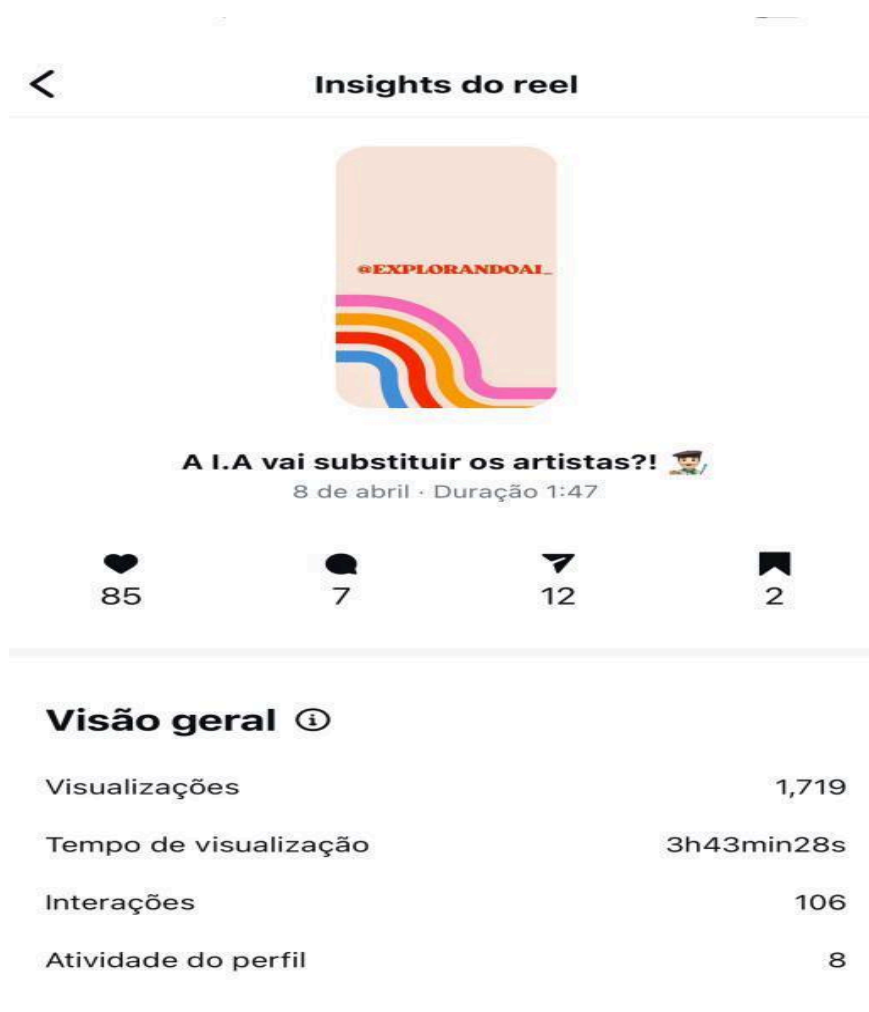 Insights do reel
@EXPLORANDOAI_
A I.A vai substituir os artistas?! 👨🏻‍🎨
8 de abril · Duração 1:47
85 7 12 2
Visão geral
Visualizações 1,719
Tempo de visualização 3h43min28s
Interações 106
Atividade do perfil 8